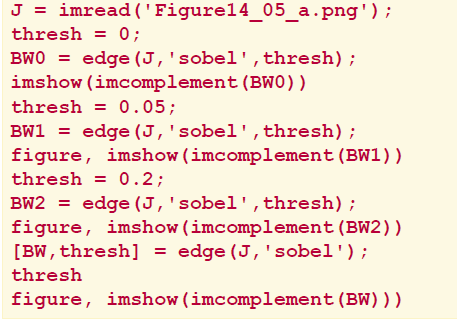 J = imread('Figure14_05_a.png');
thresh = 0;
BW0 = edge(J,'sobel',thresh);
imshow(imcomplement(BW0))
thresh = 0.05;
BW1 = edge(J,'sobel',thresh);
figure, imshow(imcomplement(BW1))
thresh = 0.2;
BW2 = edge(J,'sobel',thresh);
figure, imshow(imcomplement(BW2))
[BW,thresh] = edge(J,'sobel');
thresh
figure, imshow(imcomplement(BW)))